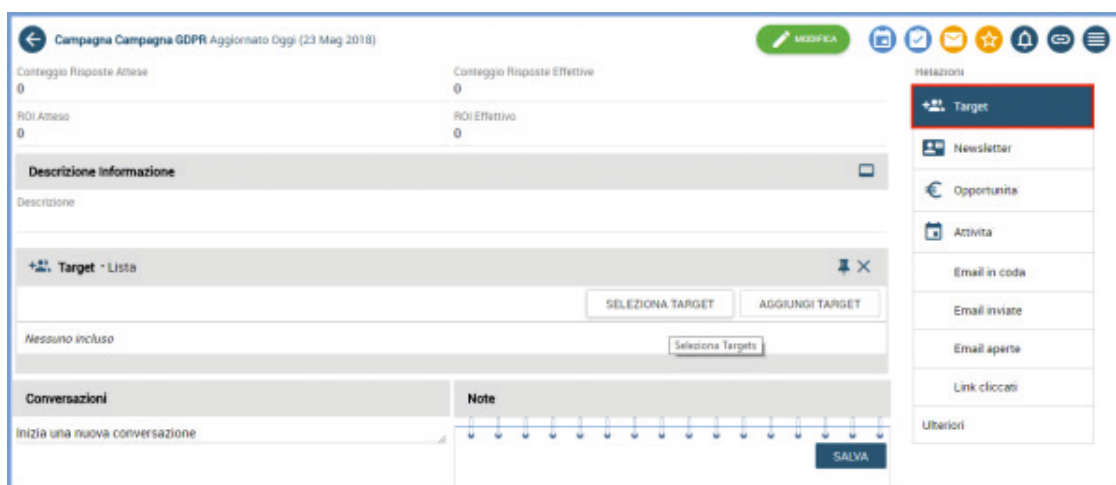 Campagna Campagna GDPR Aggiornato Oggi (23 Mag 2018)
MODIFICA
Conteggio Risposte Attese
Conteggio Risposte Effettive
0
0
ROI Atteso
ROI Effettivo
0
0
Descrizione Informazione
Descrizione
Target - Lista
SELEZIONA TARGET
AGGIUNGI TARGET
Nessuno incluso
Seleziona Targets
Conversazioni
Note
Inizia una nuova conversazione
SALVA
Relazioni
Target
Newsletter
Opportunita
Attivita
Email in coda
Email inviate
Email aperte
Link cliccati
Ulteriori